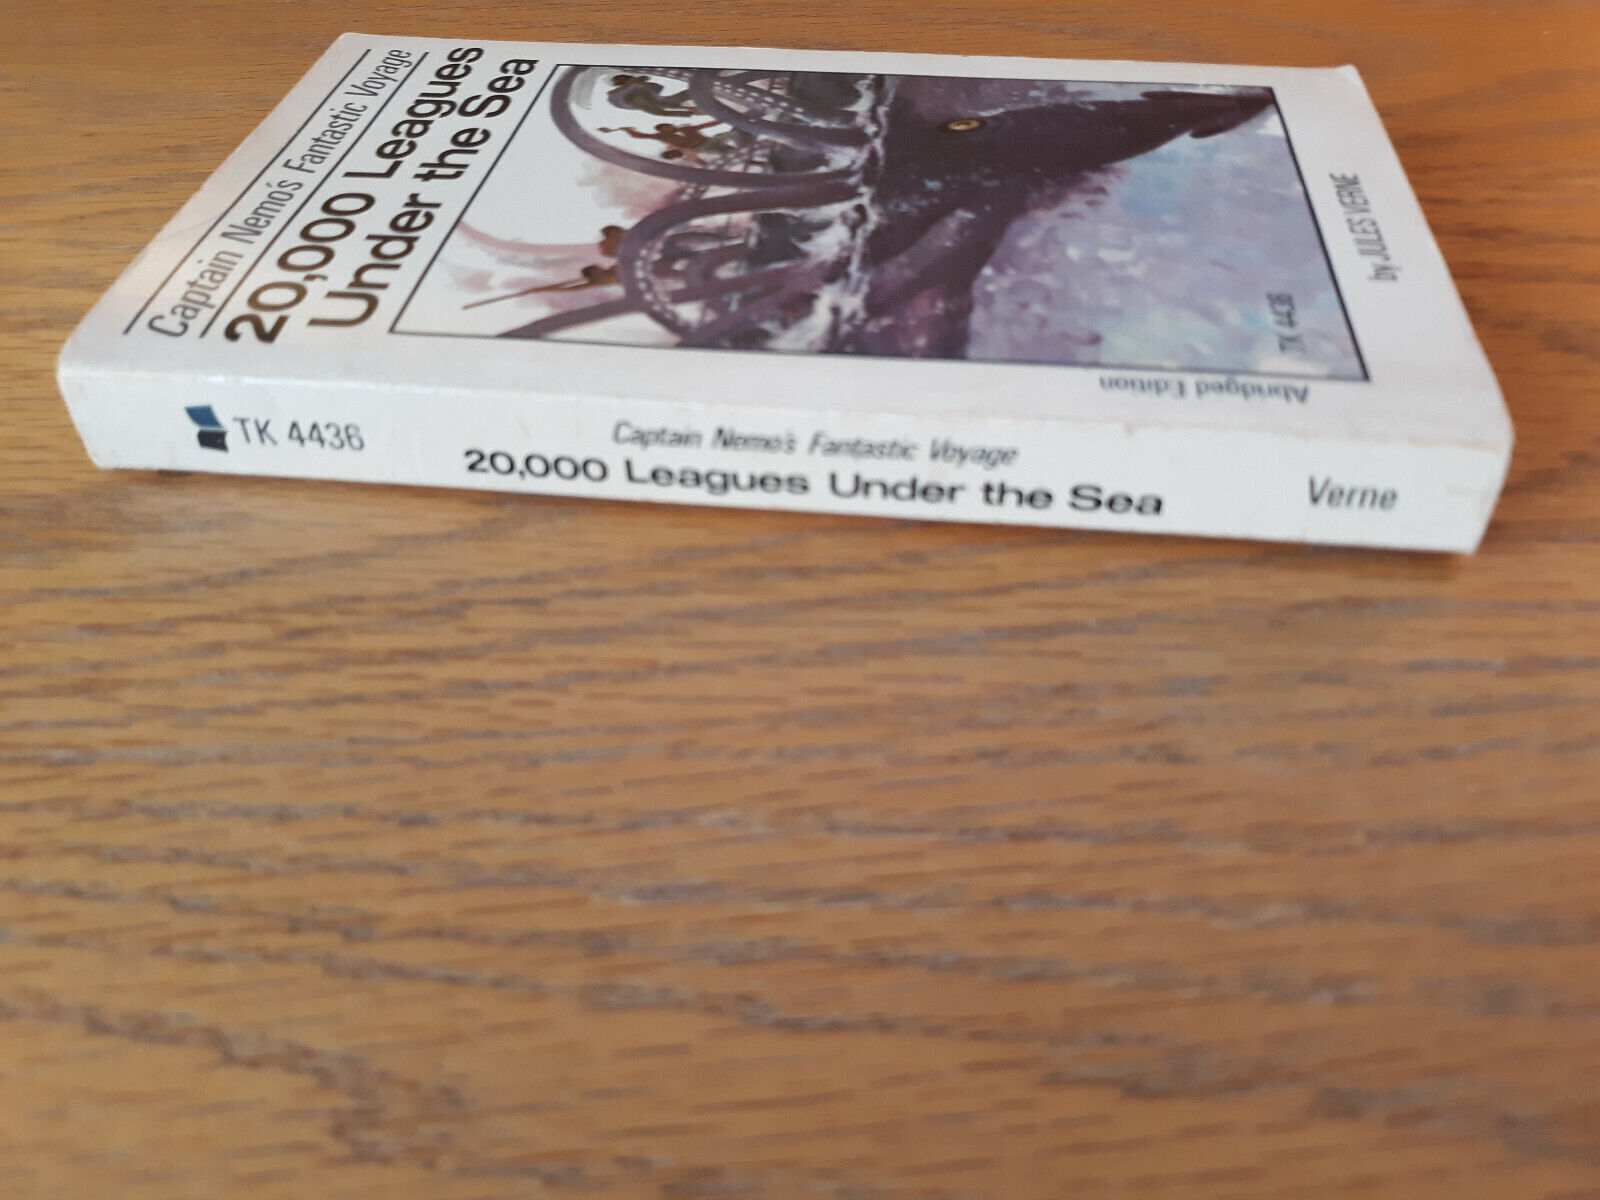 Captain Nemo's Fantastic Voyage
20,000 Leagues
Under the Sea
TK 4436
by JULES VERNE
Abridged Edition
TK 4436
Captain Nemo's Fantastic Voyage
20,000 Leagues Under the Sea
Verne